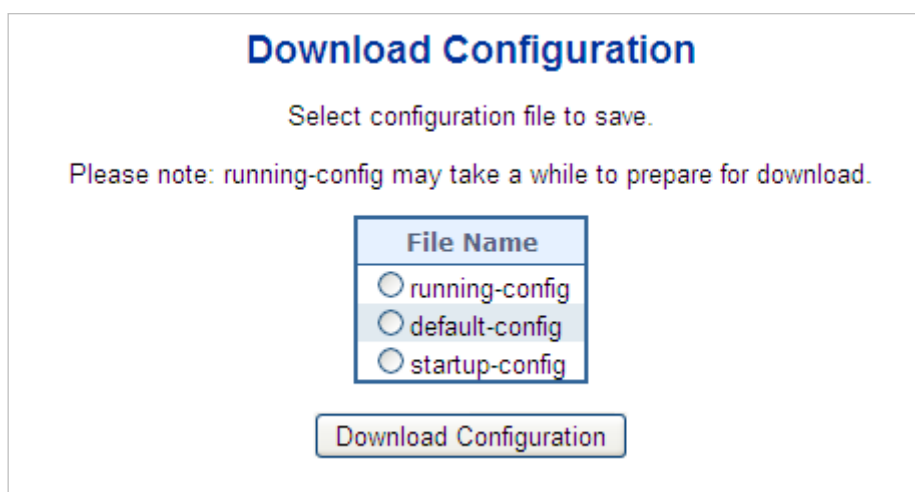 Download Configuration
Select configuration file to save.
Please note: running-config may take a while to prepare for download.
File Name
running-config
default-config
startup-config
Download Configuration